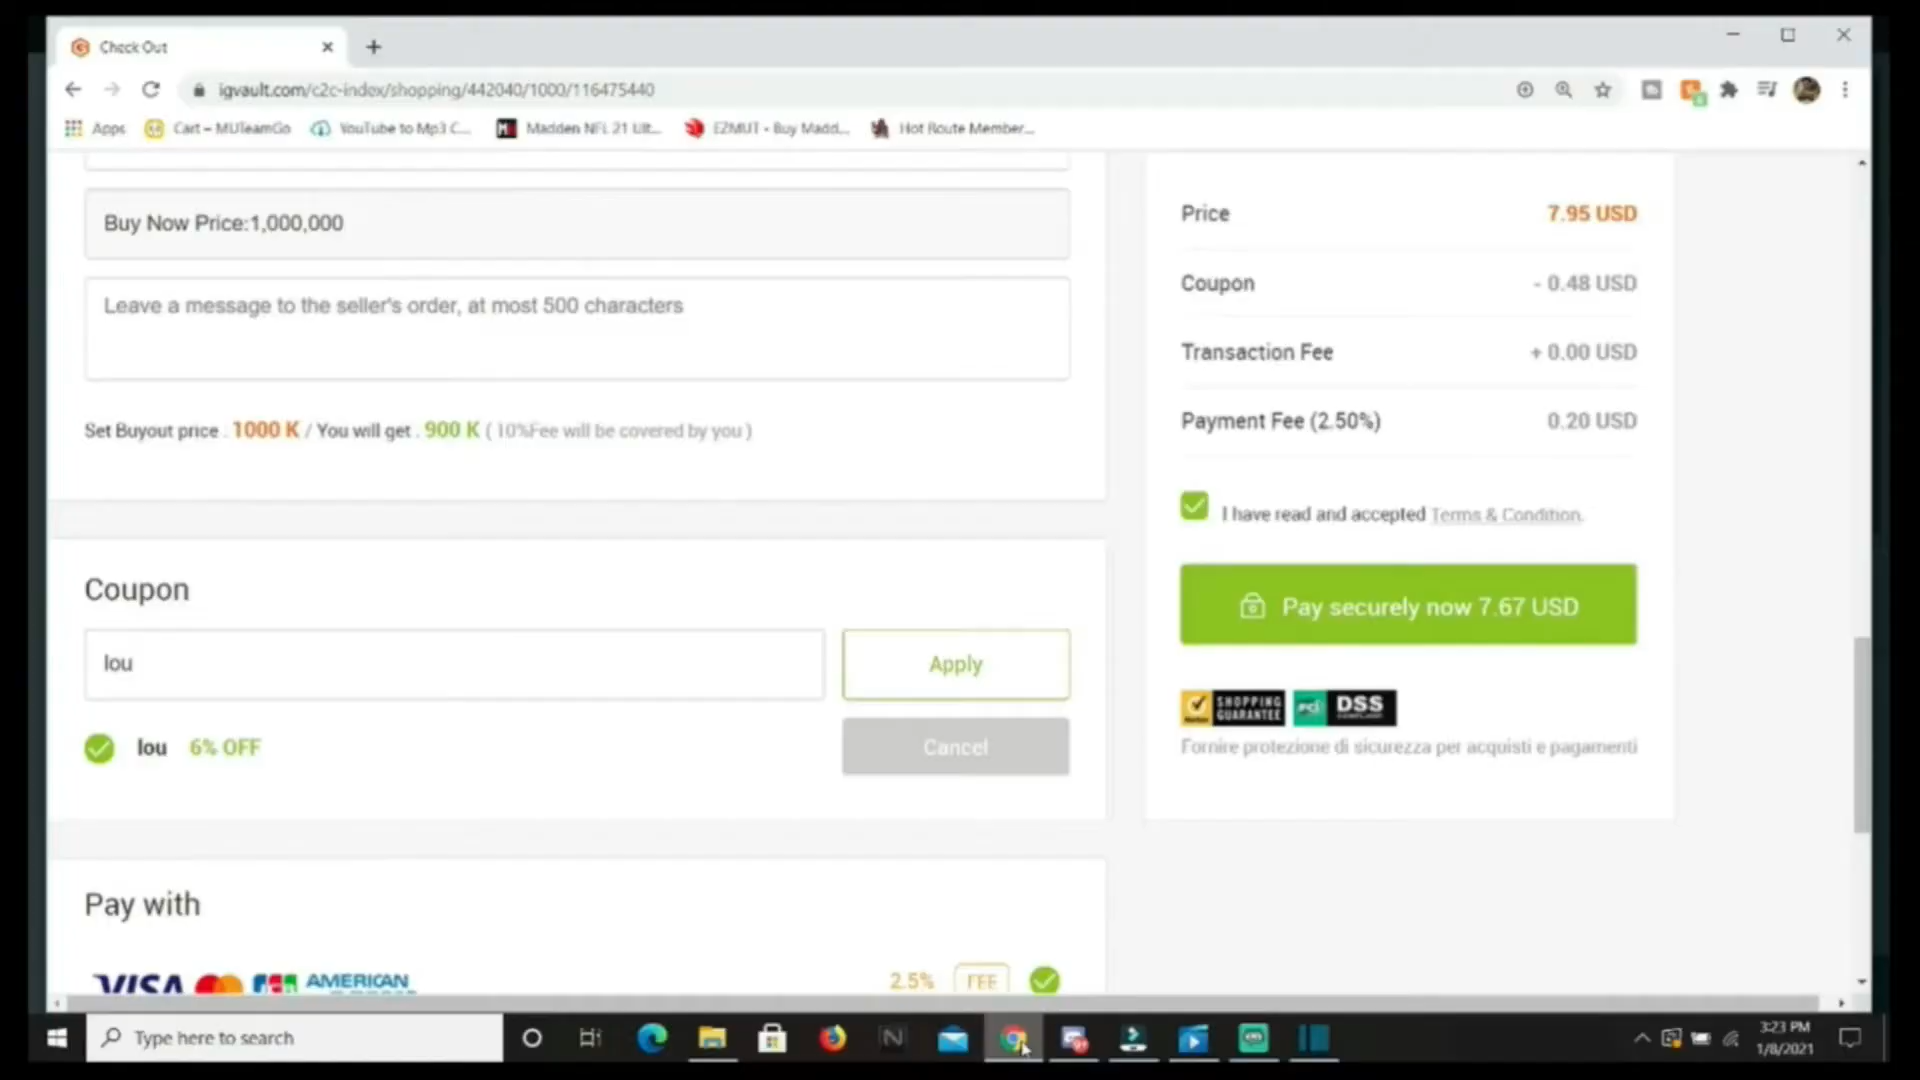 Check Out
igvault.com/c2c-index/shopping/442040/1000/116475440
Apps
Cart – MUTeamGo
YouTube to Mp3 C...
Madden NFL 21 Ult...
EZMUT - Buy Madd...
Hot Route Member...
Buy Now Price:1,000,000
Leave a message to the seller's order, at most 500 characters
Set Buyout price : 1000 K / You will get : 900 K ( 10%Fee will be covered by you )
Coupon
lou
Apply
lou 6% OFF
Cancel
Pay with
VISA
AMERICAN
2.5% FEE
Price 7.95 USD
Coupon - 0.48 USD
Transaction Fee + 0.00 USD
Payment Fee (2.50%) 0.20 USD
I have read and accepted Terms & Condition.
Pay securely now 7.67 USD
SHOPPING
GUARANTEE
PCI DSS
Fornire protezione di sicurezza per acquisti e pagamenti
Type here to search
3:23 PM
1/8/2021